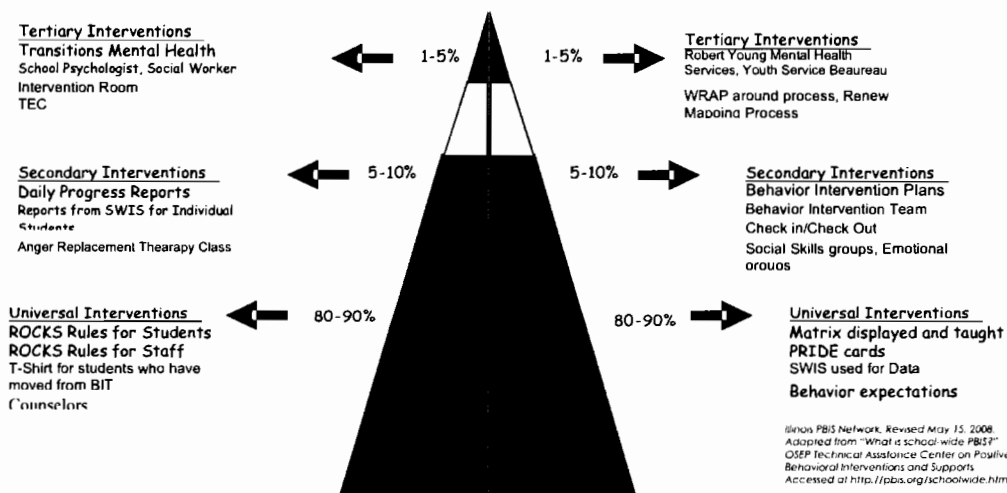 Tertiary Interventions
Transitions Mental Health
School Psychologist, Social Worker
Intervention Room
TEC
1-5%
1-5%
Tertiary Interventions
Robert Young Mental Health
Services, Youth Service Beaureau
WRAP around process, Renew
Mapping Process
Secondary Interventions
Daily Progress Reports
Reports from SWIS for Individual
Students
Anger Replacement Thearapy Class
5-10%
5-10%
Secondary Interventions
Behavior Intervention Plans
Behavior Intervention Team
Check in/Check Out
Social Skills groups, Emotional
groups
Universal Interventions
ROCKS Rules for Students
ROCKS Rules for Staff
T-Shirt for students who have
moved from BIT
Counselors
80-90%
80-90%
Universal Interventions
Matrix displayed and taught
PRIDE cards
SWIS used for Data
Behavior expectations
Illinois PBIS Network, Revised May 15, 2008.
Adapted from "What is school-wide PBIS?"
OSEP Technical Assistance Center on Positive
Behavioral Interventions and Supports
Accessed at http://pbis.org/schoolwide.htm